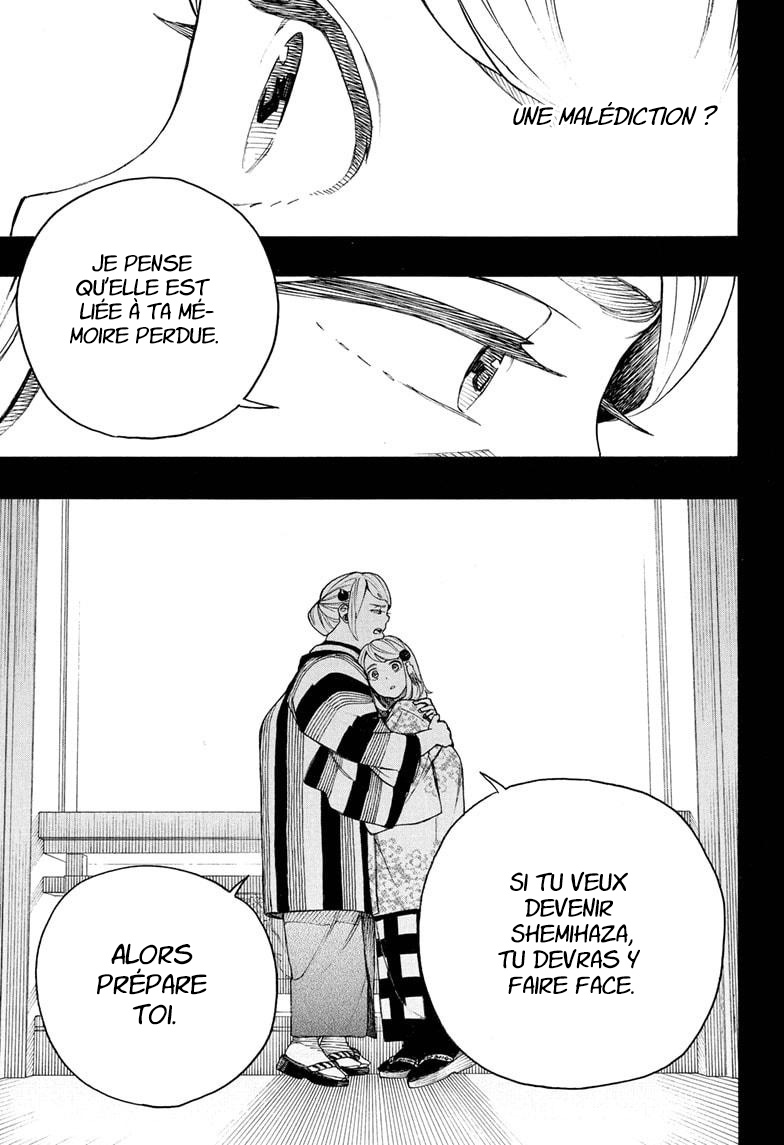 UNE MALÉDICTION ?
JE PENSE
QU'ELLE EST
LIÉE À TA MÉ-
MOIRE PERDUE.
SI TU VEUX
DEVENIR
SHEMIHAZA,
TU DEVRAS Y
FAIRE FACE.
ALORS
PRÉPARE
TOI.